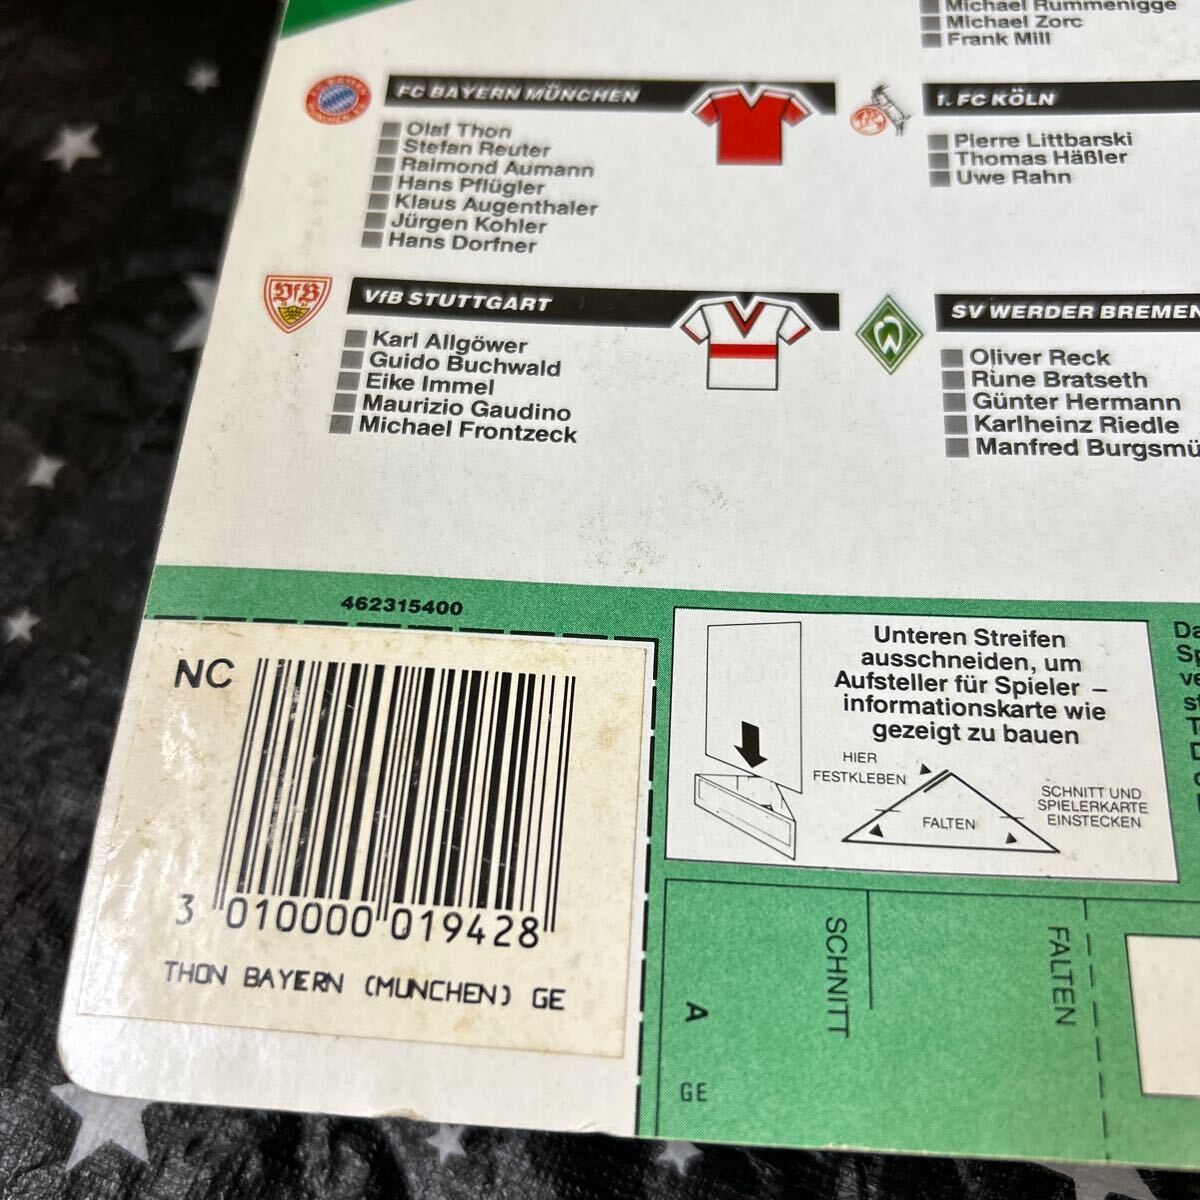 Michael Rummenigge
Michael Zorc
Frank Mill
FC BAYERN MÜNCHEN
Olaf Thon
Stefan Reuter
Raimond Aumann
Hans Pflügler
Klaus Augenthaler
Jürgen Kohler
Hans Dorfner
1. FC KÖLN
Pierre Littbarski
Thomas Häßler
Uwe Rahn
VfB STUTTGART
Karl Allgöwer
Guido Buchwald
Eike Immel
Maurizio Gaudino
Michael Frontzeck
SV WERDER BREMEN
Oliver Reck
Rune Bratseth
Günter Hermann
Karlheinz Riedle
Manfred Burgsmü
462315400
NC
3 010000 019428
THON BAYERN (MUNCHEN) GE
Unteren Streifen
ausschneiden, um
Aufsteller für Spieler –
informationskarte wie
gezeigt zu bauen
HIER
FESTKLEBEN
FALTEN
SCHNITT UND
SPIELERKARTE
EINSTECKEN
SCHNITT
FALTEN
A
GE